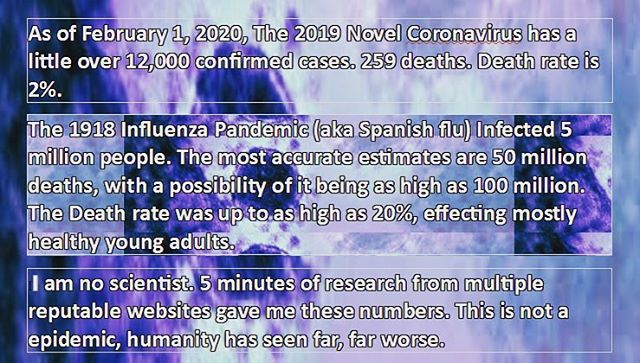 As of February 1, 2020, The 2019 Novel Coronavirus has a
little over 12,000 confirmed cases. 259 deaths. Death rate is
2%.
The 1918 Influenza Pandemic (aka Spanish flu) Infected 5
million people. The most accurate estimates are 50 million
deaths, with a possibility of it being as high as 100 million.
The Death rate was up to as high as 20%, effecting mostly
healthy young adults.
I am no scientist. 5 minutes of research from multiple
reputable websites gave me these numbers. This is not a
epidemic, humanity has seen far, far worse.